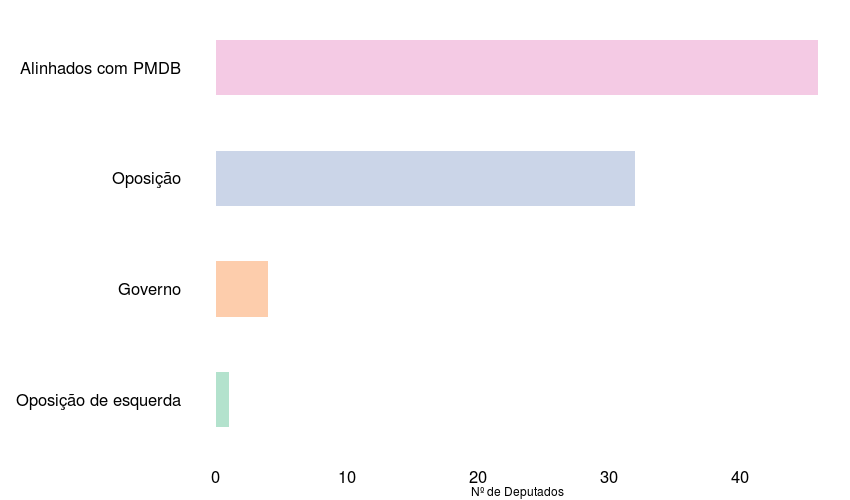 Alinhados com PMDB
Oposição
Governo
Oposição de esquerda
0 10 20 30 40
Nº de Deputados